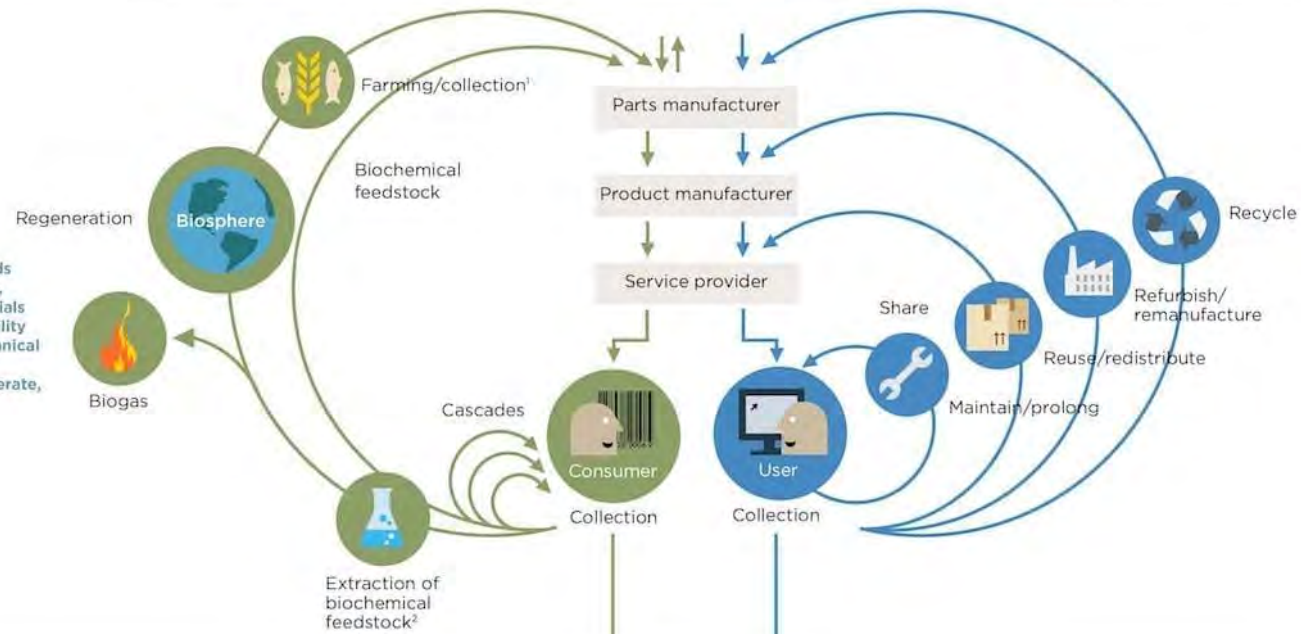 Farming/collection¹
Parts manufacturer
Biochemical
feedstock
Product manufacturer
Regeneration
Biosphere
Recycle
Service provider
Share
Refurbish/
remanufacture
Reuse/redistribute
Biogas
Cascades
Maintain/prolong
Consumer
User
Collection
Collection
Extraction of
biochemical
feedstock²